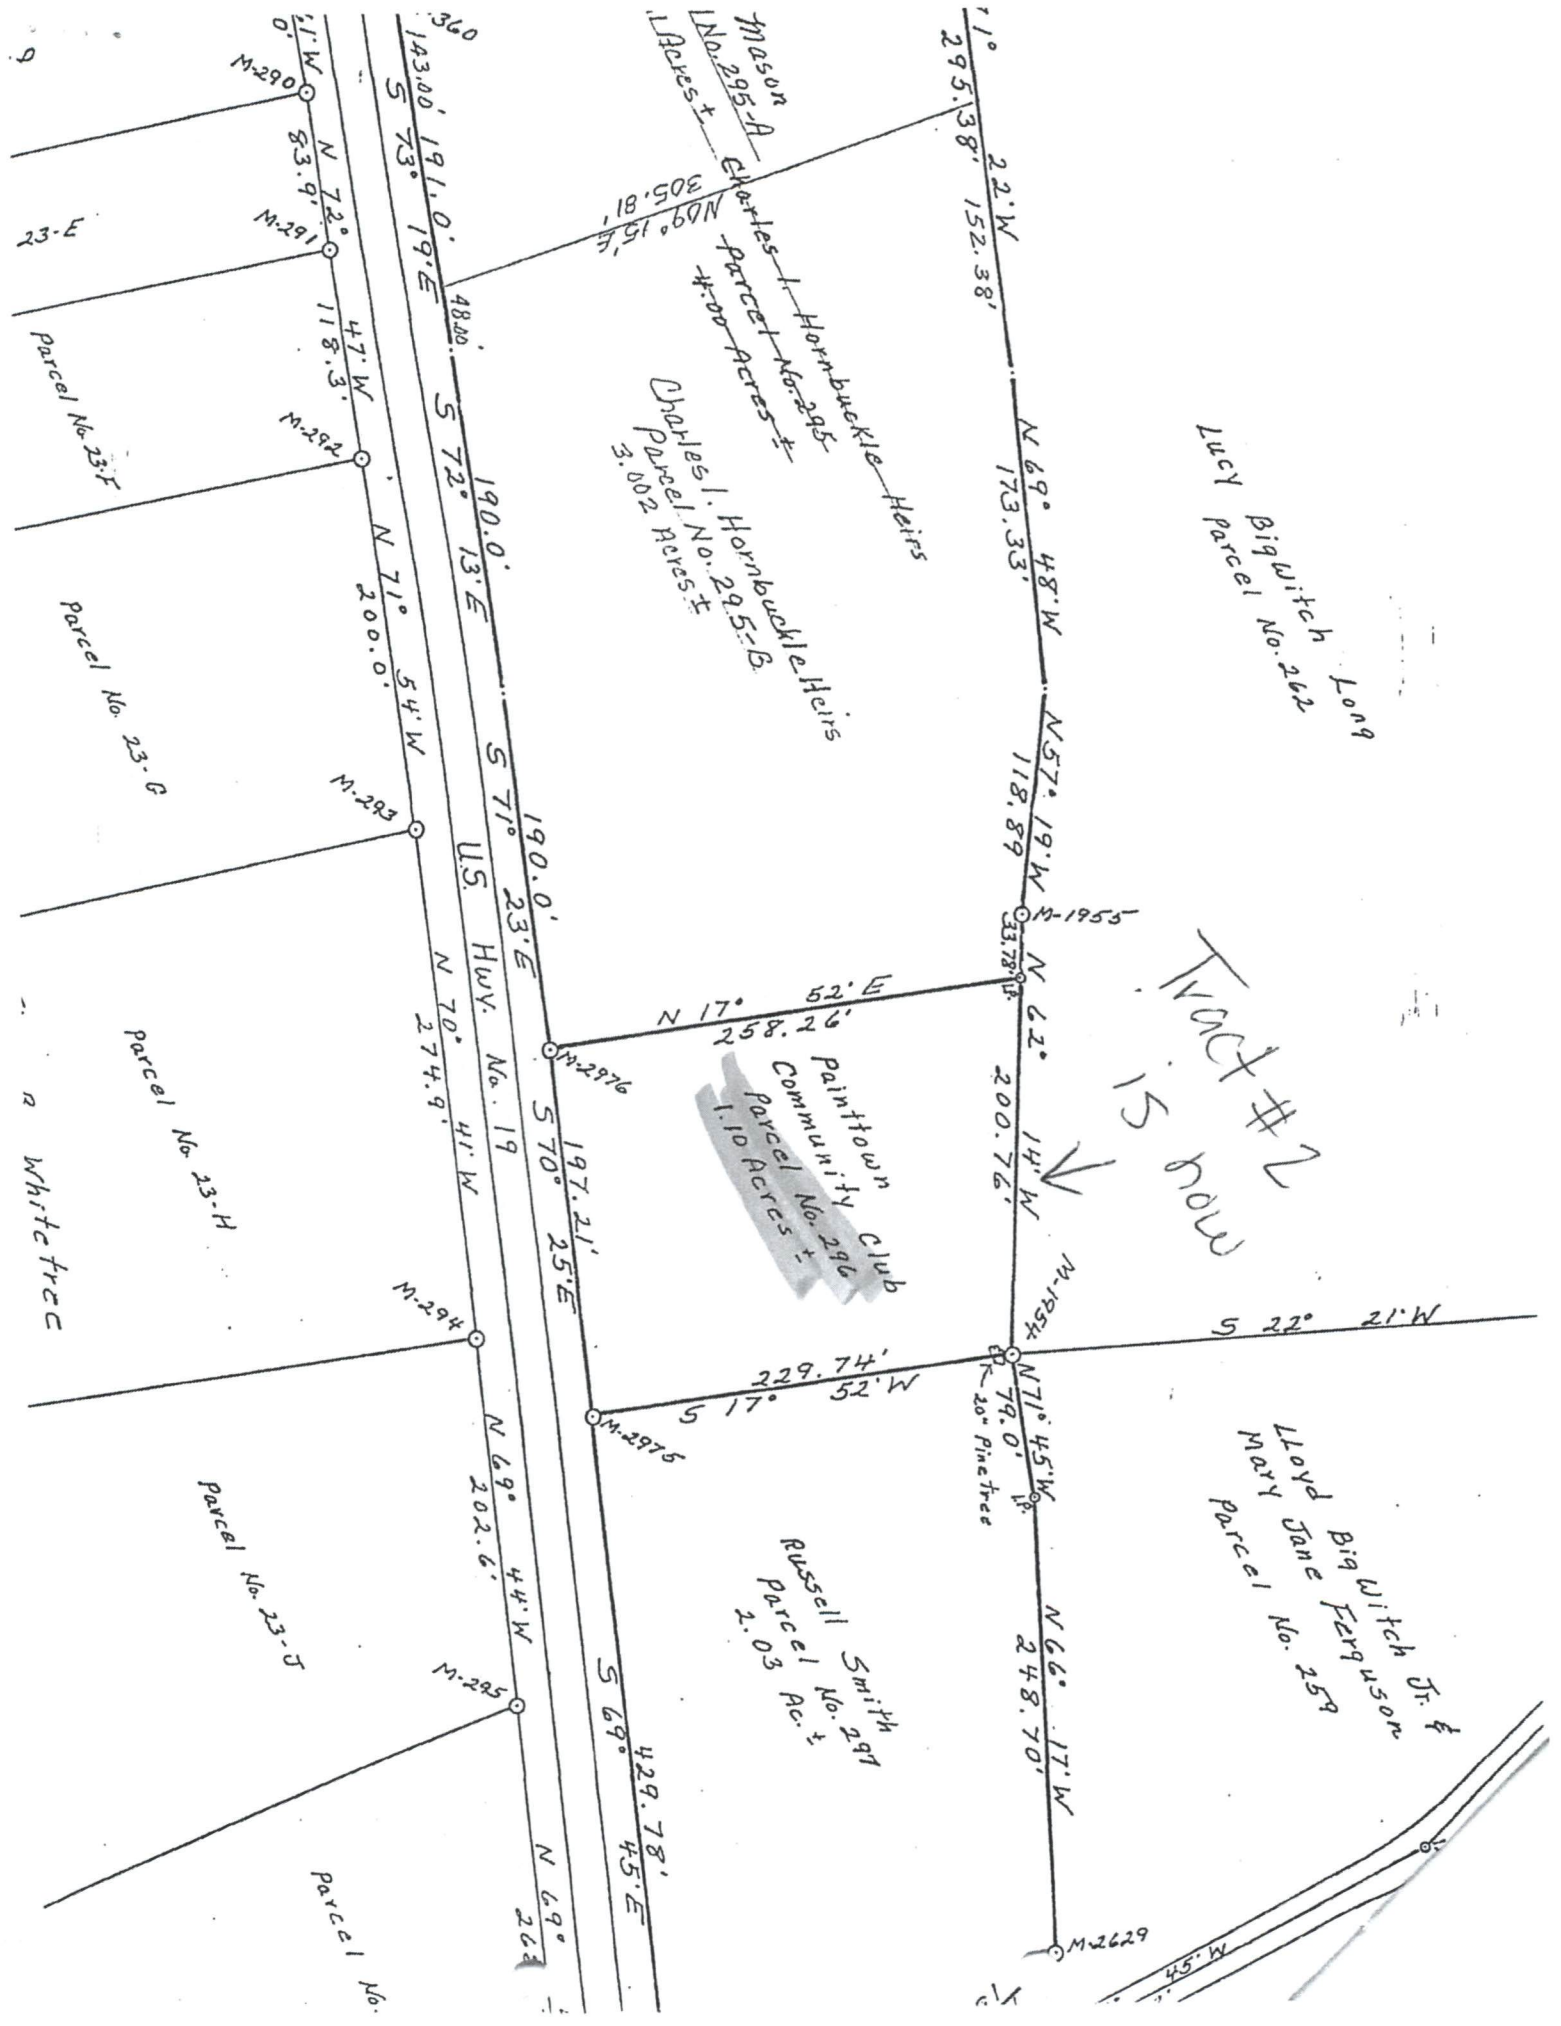 360
143.00'
191.0'
S 73° 19' E
48.00'
Mason
No. 295-A
Acres ±
Charles I. Hornbuckle Heirs
Parcel No. 295
4.00 Acres ±
N09° 15' E
305.81'
1° 22' W
295.38'
152.38'
Charles I. Hornbuckle Heirs
Parcel No. 295-B
3.002 Acres ±
N 69° 48' W
173.33'
N 57° 19' W
118.89
M-1955
33.78'
I.P.
Lucy Bigwitch Long
Parcel No. 262
Tract #2
is now
N 62° 14' W
200.76'
M-1954
S 22° 21' W
N 17° 52' E
258.26'
M-2976
Painttown
Community Club
Parcel No. 296
1.10 Acres ±
S 17° 52' W
229.74'
M-2975
20" Pinetree
N71° 45' W
79.0'
I.P.
N 66° 17' W
248.70'
M-2629
45' W
Lloyd Bigwitch Jr. &
Mary Jane Ferguson
Parcel No. 259
Russell Smith
Parcel No. 297
2.03 Ac. ±
190.0'
S 72° 13' E
190.0'
S 71° 23' E
197.21'
S 70° 25' E
429.78'
S 69° 45' E
U.S. Hwy. No. 19
1' W
0'
M-290
N 72° 47' W
83.9'
M-291
118.3'
M-292
N 71° 54' W
200.0'
M-293
N 70° 41' W
274.9'
M-294
N 69° 44' W
202.6'
M-295
N 69°
263
23-E
Parcel No. 23-F
Parcel No. 23-G
Parcel No. 23-H
Whitetree
Parcel No. 23-J
Parcel No.